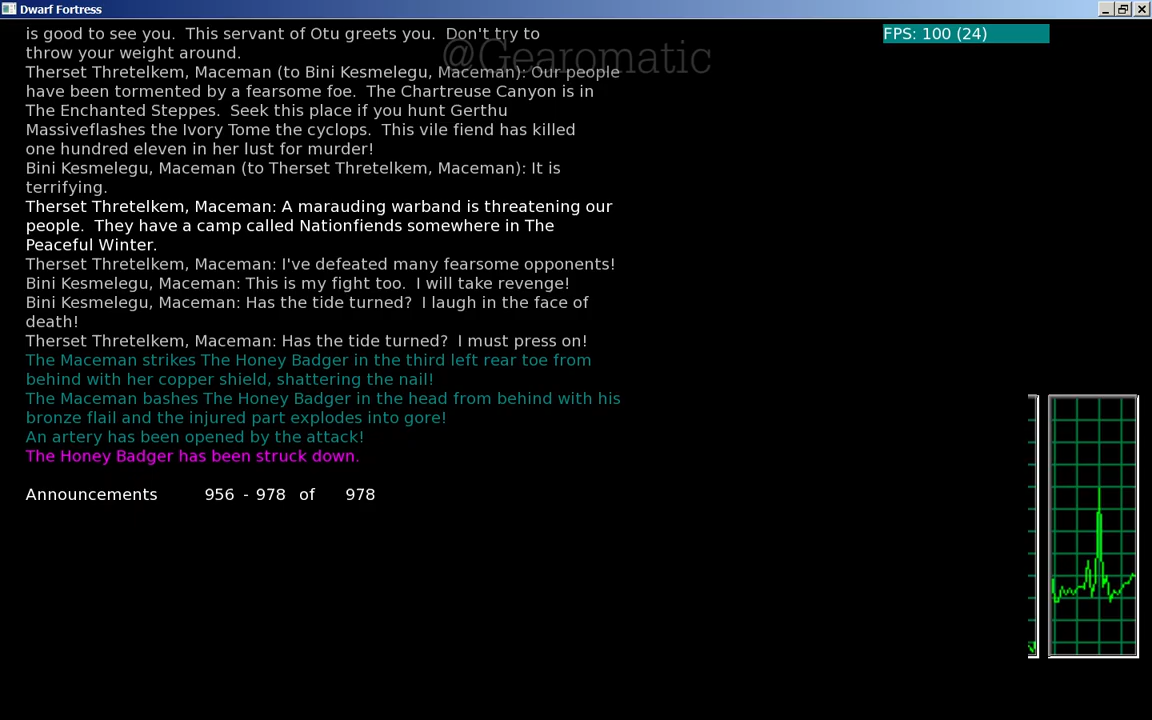 Dwarf Fortress
is good to see you.  This servant of Otu greets you.  Don't try to
throw your weight around.
FPS: 100 (24)
@Gearomatic
Therset Thretelkem, Maceman (to Bini Kesmelegu, Maceman): Our people
have been tormented by a fearsome foe.  The Chartreuse Canyon is in
The Enchanted Steppes.  Seek this place if you hunt Gerthu
Massiveflashes the Ivory Tome the cyclops.  This vile fiend has killed
one hundred eleven in her lust for murder!
Bini Kesmelegu, Maceman (to Therset Thretelkem, Maceman): It is
terrifying.
Therset Thretelkem, Maceman: A marauding warband is threatening our
people.  They have a camp called Nationfiends somewhere in The
Peaceful Winter.
Therset Thretelkem, Maceman: I've defeated many fearsome opponents!
Bini Kesmelegu, Maceman: This is my fight too.  I will take revenge!
Bini Kesmelegu, Maceman: Has the tide turned?  I laugh in the face of
death!
Therset Thretelkem, Maceman: Has the tide turned?  I must press on!
The Maceman strikes The Honey Badger in the third left rear toe from
behind with her copper shield, shattering the nail!
The Maceman bashes The Honey Badger in the head from behind with his
bronze flail and the injured part explodes into gore!
An artery has been opened by the attack!
The Honey Badger has been struck down.
Announcements 956 - 978 of 978